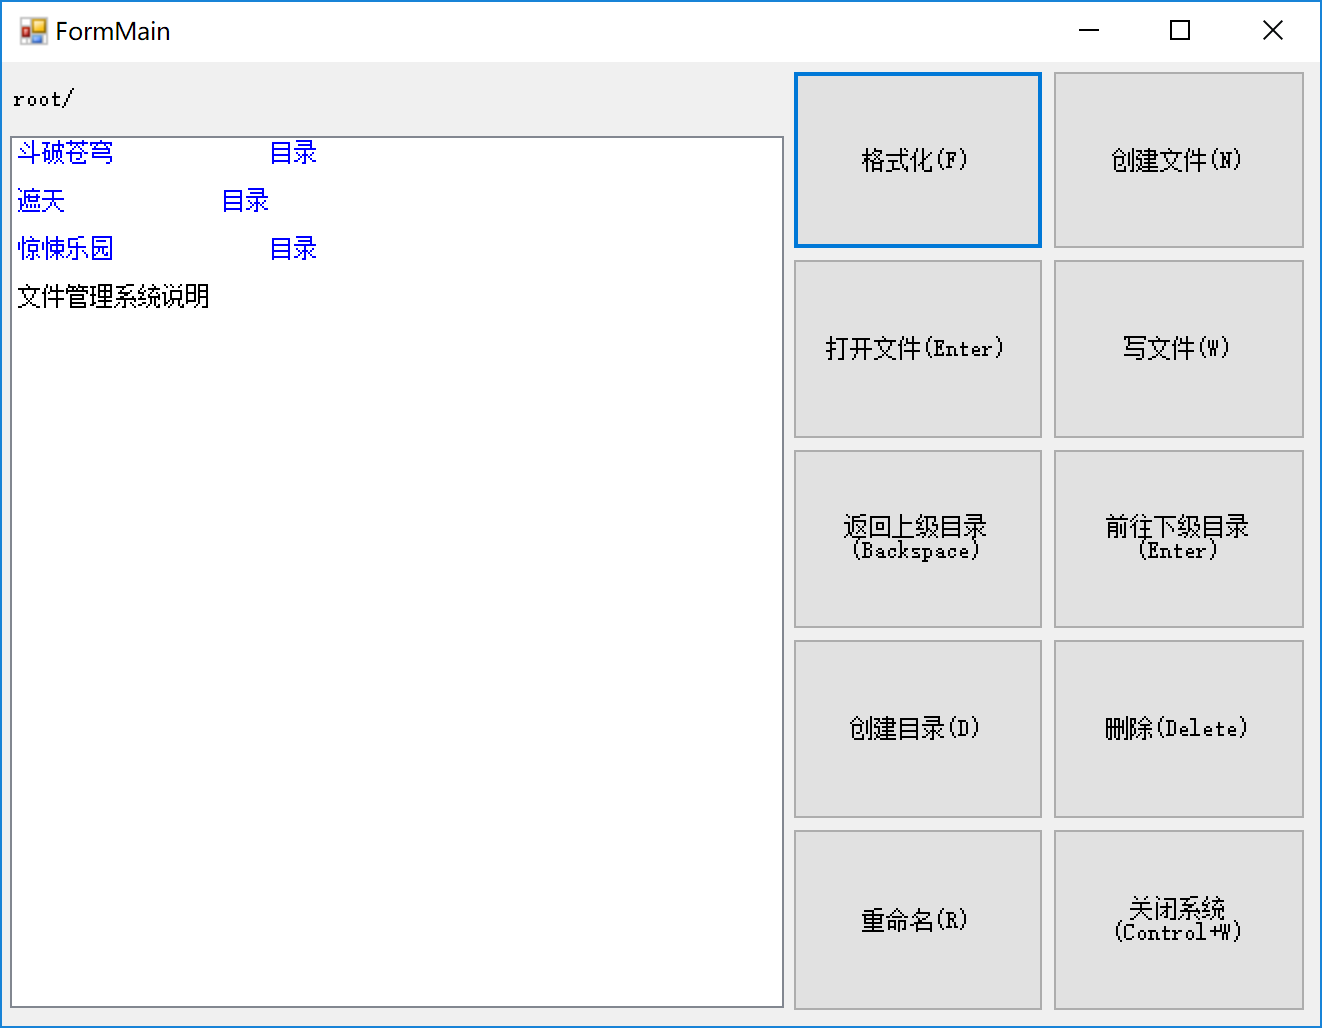 FormMain
root/
斗破苍穹 目录
遮天 目录
惊悚乐园 目录
文件管理系统说明
格式化(F)
创建文件(N)
打开文件(Enter)
写文件(W)
返回上级目录
(Backspace)
前往下级目录
(Enter)
创建目录(D)
删除(Delete)
重命名(R)
关闭系统
(Control+W)